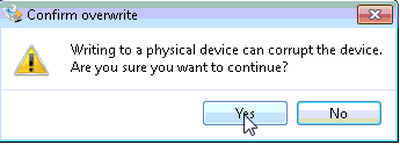 Confirm overwrite
Writing to a physical device can corrupt the device.
Are you sure you want to continue?
Yes
No